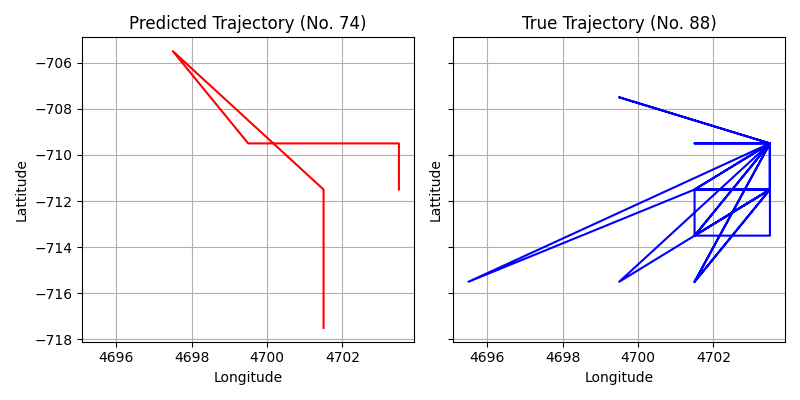 Predicted Trajectory (No. 74)
True Trajectory (No. 88)
−706
−708
−710
−712
−714
−716
−718
Lattitude
Lattitude
4696 4698 4700 4702
4696 4698 4700 4702
Longitude
Longitude